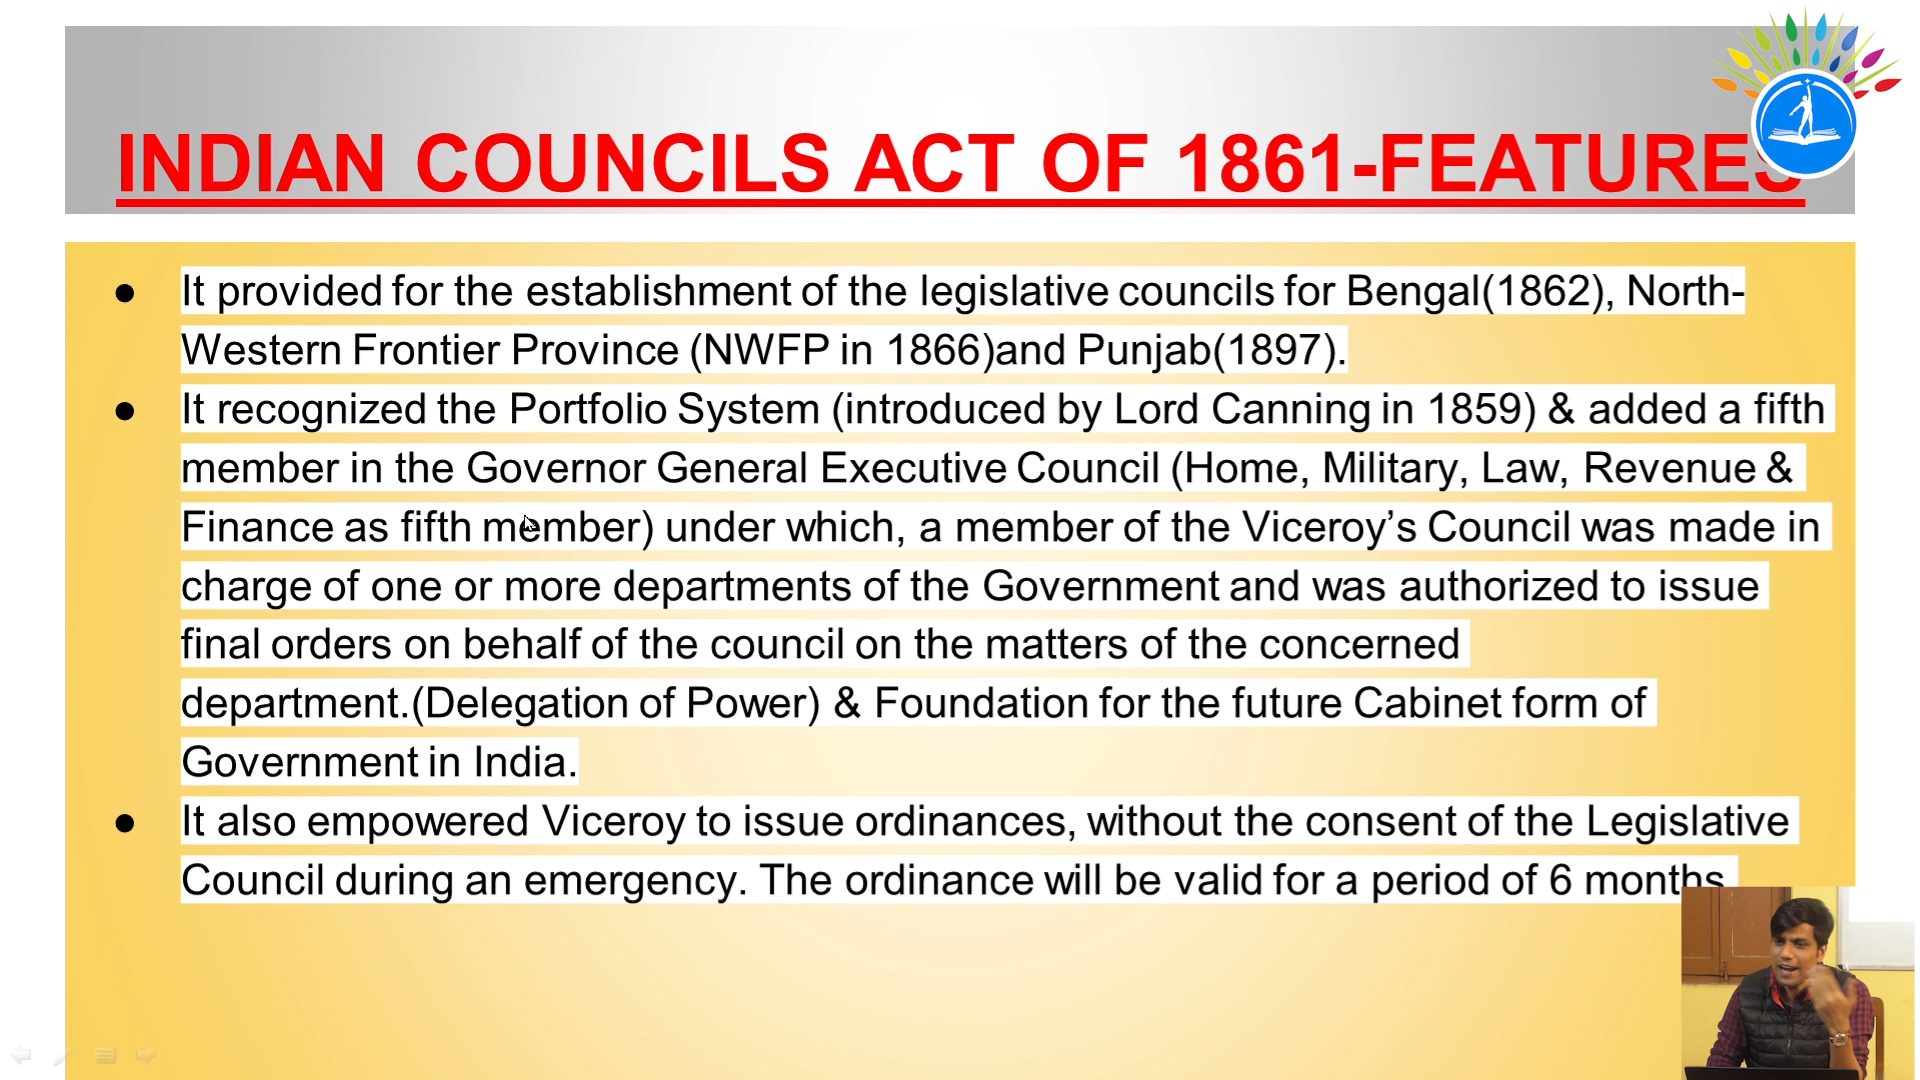 INDIAN COUNCILS ACT OF 1861-FEATURES
● It provided for the establishment of the legislative councils for Bengal(1862), North-
Western Frontier Province (NWFP in 1866)and Punjab(1897).
● It recognized the Portfolio System (introduced by Lord Canning in 1859) & added a fifth
member in the Governor General Executive Council (Home, Military, Law, Revenue &
Finance as fifth member) under which, a member of the Viceroy’s Council was made in
charge of one or more departments of the Government and was authorized to issue
final orders on behalf of the council on the matters of the concerned
department.(Delegation of Power) & Foundation for the future Cabinet form of
Government in India.
● It also empowered Viceroy to issue ordinances, without the consent of the Legislative
Council during an emergency. The ordinance will be valid for a period of 6 months